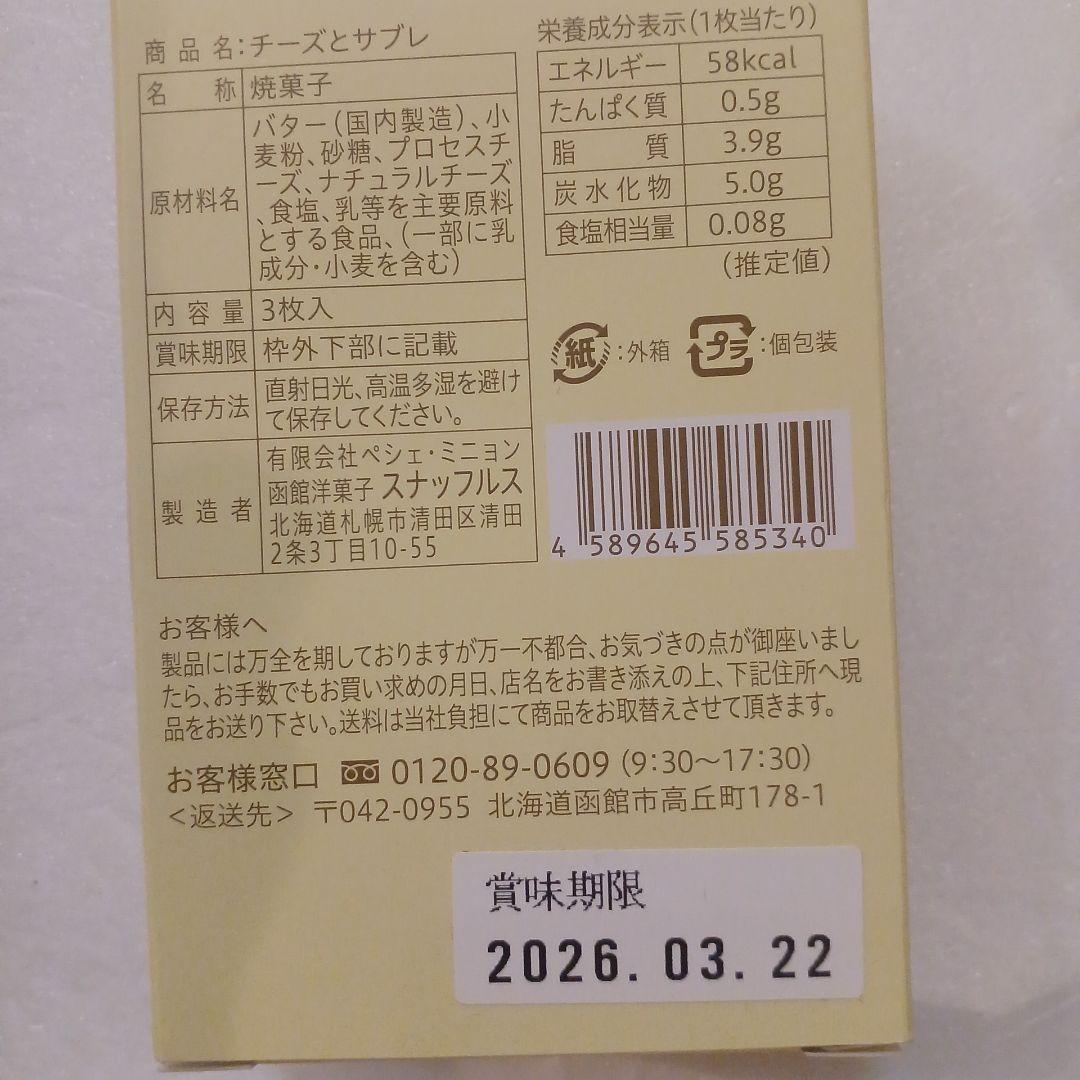 商品名:チーズとサブレ
名称 焼菓子
原材料名
バター(国内製造)、小
麦粉、砂糖、プロセスチ
ーズ、ナチュラルチーズ
、食塩、乳等を主要原料
とする食品、(一部に乳
成分・小麦を含む)
内容量 3枚入
賞味期限 枠外下部に記載
保存方法
直射日光、高温多湿を避け
て保存してください。
製造者
有限会社ペシェ・ミニョン
函館洋菓子 スナッフルス
北海道札幌市清田区清田
2条3丁目10-55
栄養成分表示(1枚当たり)
エネルギー 58kcal
たんぱく質 0.5g
脂質 3.9g
炭水化物 5.0g
食塩相当量 0.08g
(推定値)
紙:外箱 プラ:個包装
4 589645 585340
お客様へ
製品には万全を期しておりますが万一不都合、お気づきの点が御座いまし
たら、お手数でもお買い求めの月日、店名をお書き添えの上、下記住所へ現
品をお送り下さい。送料は当社負担にて商品をお取替えさせて頂きます。
お客様窓口 0120-89-0609 (9:30〜17:30)
<返送先> 〒042-0955 北海道函館市高丘町178-1
賞味期限
2026.03.22